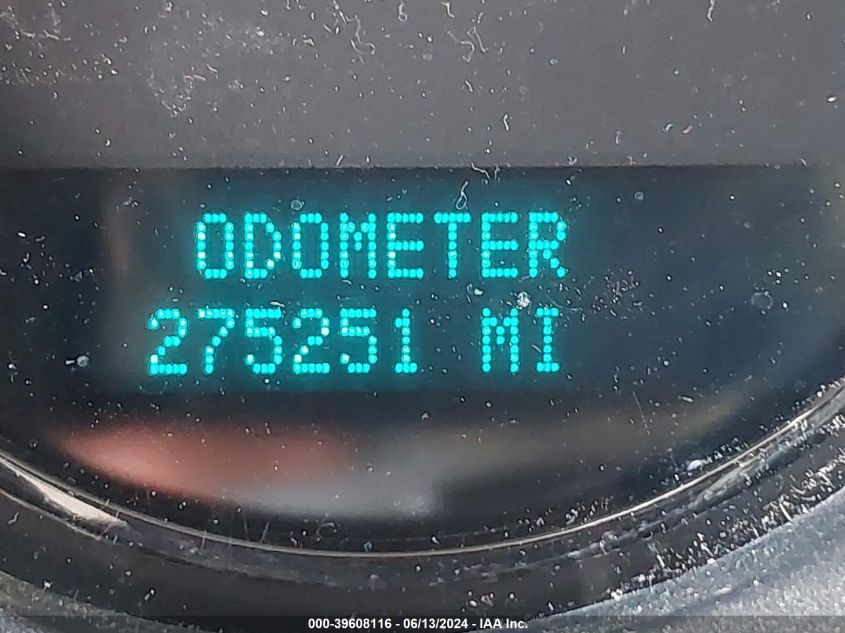 ODOMETER
275251 MI
000-39608116 - 06/13/2024 - IAA Inc.